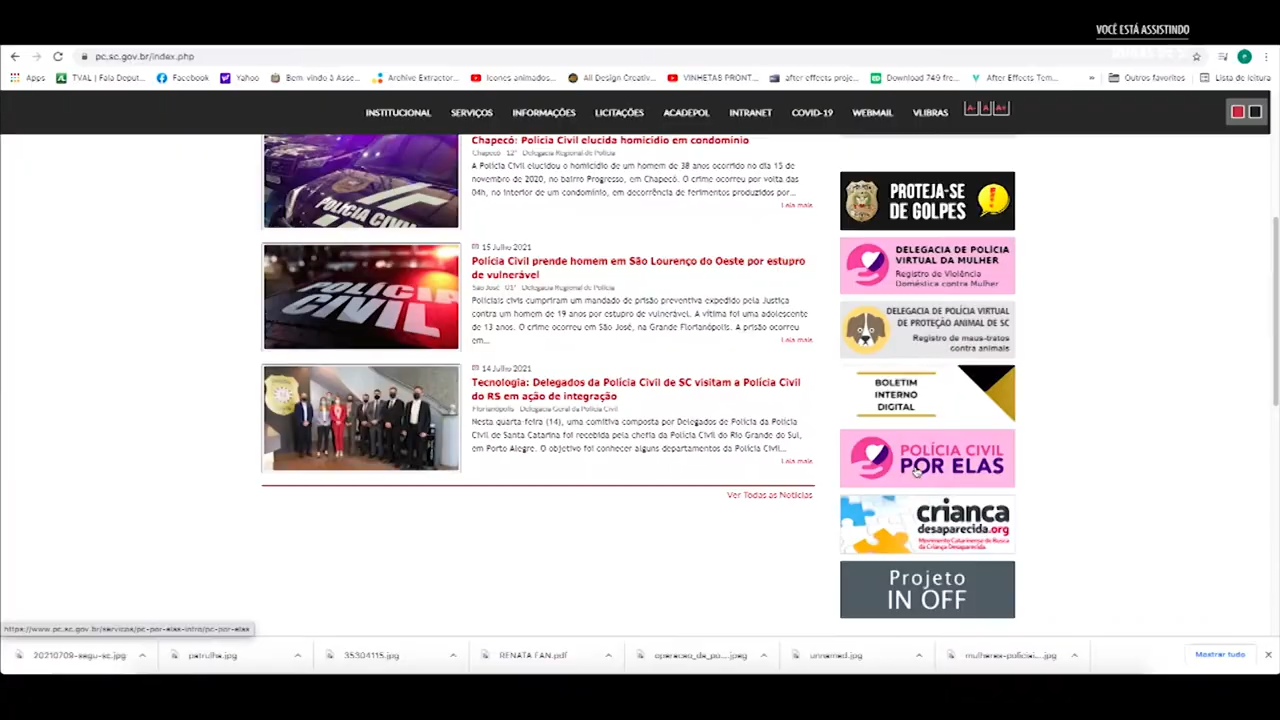 VOCÊ ESTÁ ASSISTINDO
pc.sc.gov.br/index.php
Apps
TVAL | Fala Deput...
Facebook
Yahoo
Bem vindo à Asse...
Archive Extractor...
Icones animados...
All Design Creativ...
VINHETAS PRONT...
after effects proje...
Download 749 fre...
After Effects Tem...
»
Outros favoritos
Lista de leitura
INSTITUCIONAL
SERVIÇOS
INFORMAÇÕES
LICITAÇÕES
ACADEPOL
INTRANET
COVID-19
WEBMAIL
VLIBRAS
A-
A
A+
Chapecó: Polícia Civil elucida homicídio em condomínio
Chapecó - 12ª Delegacia Regional de Polícia
A Polícia Civil elucidou o homicídio de um homem de 38 anos ocorrido no dia 15 de
novembro de 2020, no bairro Progresso, em Chapecó. O crime ocorreu por volta das
04h, no interior de um condomínio, em decorrência de ferimentos produzidos por...
Leia mais
POLÍCIA CIVIL
15 Julho 2021
Polícia Civil prende homem em São Lourenço do Oeste por estupro
de vulnerável
São José - 01ª Delegacia Regional de Polícia
Policiais civis cumpriram um mandado de prisão preventiva expedido pela Justiça
contra um homem de 19 anos por estupro de vulnerável. A vítima foi uma adolescente
de 13 anos. O crime ocorreu em São José, na Grande Florianópolis. A prisão ocorreu
em...
Leia mais
POLÍCIA
CIVIL
14 Julho 2021
Tecnologia: Delegados da Polícia Civil de SC visitam a Polícia Civil
do RS em ação de integração
Florianópolis - Delegacia Geral da Polícia Civil
Nesta quarta-feira (14), uma comitiva composta por Delegados de Polícia da Polícia
Civil de Santa Catarina foi recebida pela chefia da Polícia Civil do Rio Grande do Sul,
em Porto Alegre. O objetivo foi conhecer alguns departamentos da Polícia Civil...
Leia mais
Ver Todas as Notícias
PROTEJA-SE
DE GOLPES
DELEGACIA DE POLÍCIA
VIRTUAL DA MULHER
Registro de Violência
Doméstica contra Mulher
DELEGACIA DE POLÍCIA VIRTUAL
DE PROTEÇÃO ANIMAL DE SC
Registro de maus-tratos
contra animais
BOLETIM
INTERNO
DIGITAL
POLÍCIA CIVIL
POR ELAS
crianca
desaparecida.org
Movimento Catarinense de Busca
da Criança Desaparecida
Projeto
IN OFF
https://www.pc.sc.gov.br/servicos/pc-por-elas-intro/pc-por-elas
20210709-segu-sc.jpg
patrulha.jpg
35304115.jpg
RENATA FAN.pdf
operacao_da_po....jpeg
unnamed.jpg
mulheres-policiai....jpg
Mostrar tudo